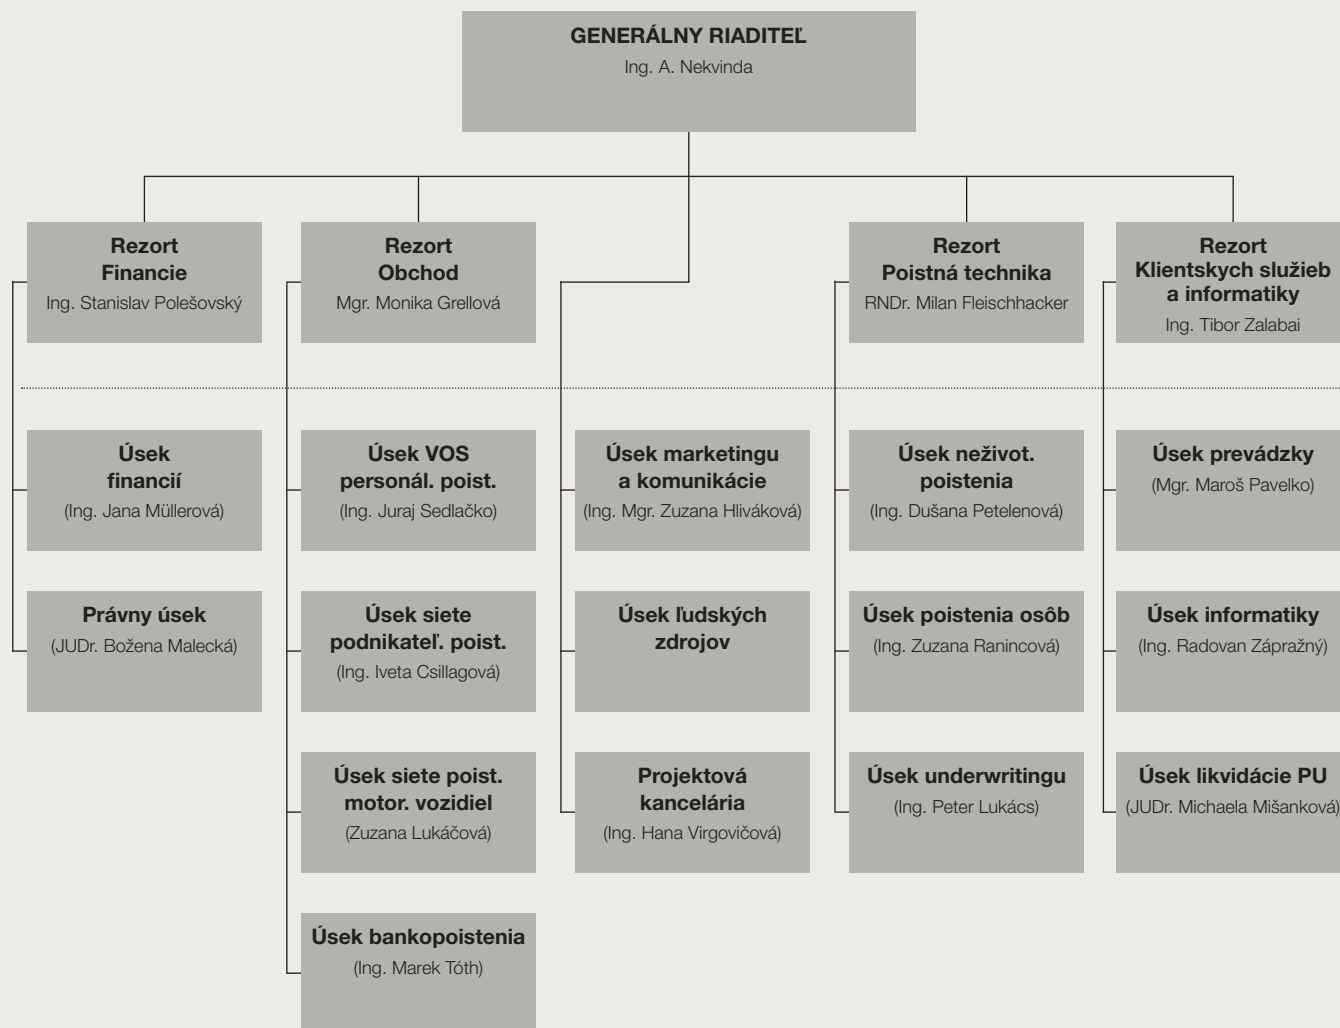 GENERÁLNY RIADITEĽ
Ing. A. Nekvinda
Rezort
Financie
Ing. Stanislav Polešovský
Rezort
Obchod
Mgr. Monika Grellová
Rezort
Poistná technika
RNDr. Milan Fleischhacker
Rezort
Klientskych služieb
a informatiky
Ing. Tibor Zalabai
Úsek
financií
(Ing. Jana Müllerová)
Úsek VOS
personál. poist.
(Ing. Juraj Sedlačko)
Úsek marketingu
a komunikácie
(Ing. Mgr. Zuzana Hliváková)
Úsek neživot.
poistenia
(Ing. Dušana Petelenová)
Úsek prevádzky
(Mgr. Maroš Pavelko)
Právny úsek
(JUDr. Božena Malecká)
Úsek siete
podnikateľ. poist.
(Ing. Iveta Csillagová)
Úsek ľudských
zdrojov
Úsek poistenia osôb
(Ing. Zuzana Ranincová)
Úsek informatiky
(Ing. Radovan Zápražný)
Úsek siete poist.
motor. vozidiel
(Zuzana Lukáčová)
Projektová
kancelária
(Ing. Hana Virgovičová)
Úsek underwritingu
(Ing. Peter Lukács)
Úsek likvidácie PU
(JUDr. Michaela Mišanková)
Úsek bankopoistenia
(Ing. Marek Tóth)